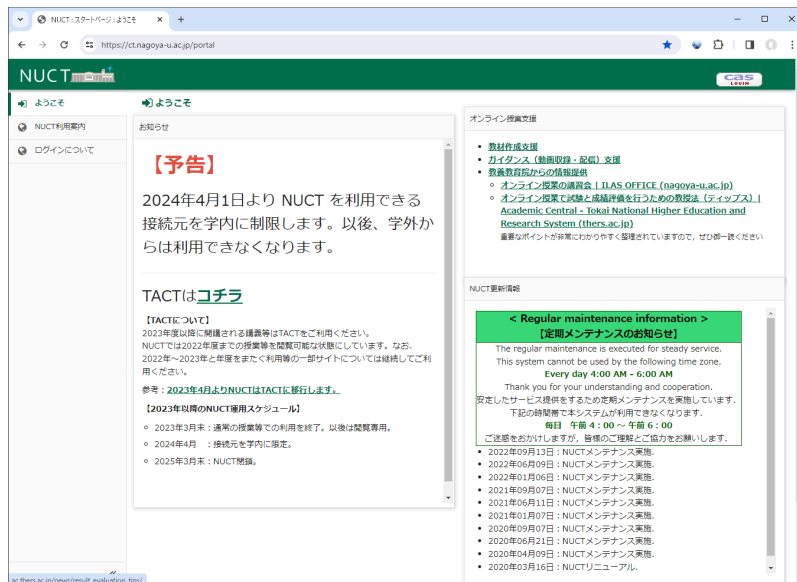 NUCT : スタートページ : ようこそ
https://ct.nagoya-u.ac.jp/portal
NUCT
CAS
LOGIN
ようこそ
NUCT利用案内
ログインについて
ようこそ
お知らせ
【予告】
2024年4月1日より NUCT を利用できる
接続元を学内に制限します。以後、学外か
らは利用できなくなります。
TACTはコチラ
【TACTについて】
2023年度以降に開講される講義等はTACTをご利用ください。
NUCTでは2022年度までの授業等を閲覧可能な状態にしています。なお、
2022年～2023年と年度をまたぐ利用等の一部サイトについては継続してご利
用ください。
参考：2023年4月よりNUCTはTACTに移行します。
【2023年以降のNUCT運用スケジュール】
2023年3月末：通常の授業等での利用を終了。以後は閲覧専用。
2024年4月　：接続元を学内に限定。
2025年3月末：NUCT閉鎖。
オンライン授業支援
教材作成支援
ガイダンス（動画収録・配信）支援
教養教育院からの情報提供
オンライン授業の講習会 | ILAS OFFICE (nagoya-u.ac.jp)
オンライン授業で試験と成績評価を行うための教授法（ティップス） |
Academic Central - Tokai National Higher Education and
Research System (thers.ac.jp)
重要なポイントが非常にわかりやすく整理されていますので，ぜひ御一読ください
NUCT更新情報
< Regular maintenance information >
【定期メンテナンスのお知らせ】
The regular maintenance is executed for steady service.
This system cannot be used by the following time zone.
Every day 4:00 AM - 6:00 AM
Thank you for your understanding and cooperation.
安定したサービス提供をするため定期メンテナンスを実施しています．
下記の時間帯で本システムが利用できなくなります．
毎日　午前 4：00 ～ 午前 6：00
ご迷惑をおかけしますが，皆様のご理解とご協力をお願いします．
2022年09月13日：NUCTメンテナンス実施．
2022年06月09日：NUCTメンテナンス実施．
2022年01月06日：NUCTメンテナンス実施．
2021年09月07日：NUCTメンテナンス実施．
2021年06月11日：NUCTメンテナンス実施．
2021年01月07日：NUCTメンテナンス実施．
2020年09月07日：NUCTメンテナンス実施．
2020年06月21日：NUCTメンテナンス実施．
2020年04月09日：NUCTメンテナンス実施．
2020年03月16日：NUCTリニューアル．
ac.thers.ac.jp/news/result_evaluation_tips/